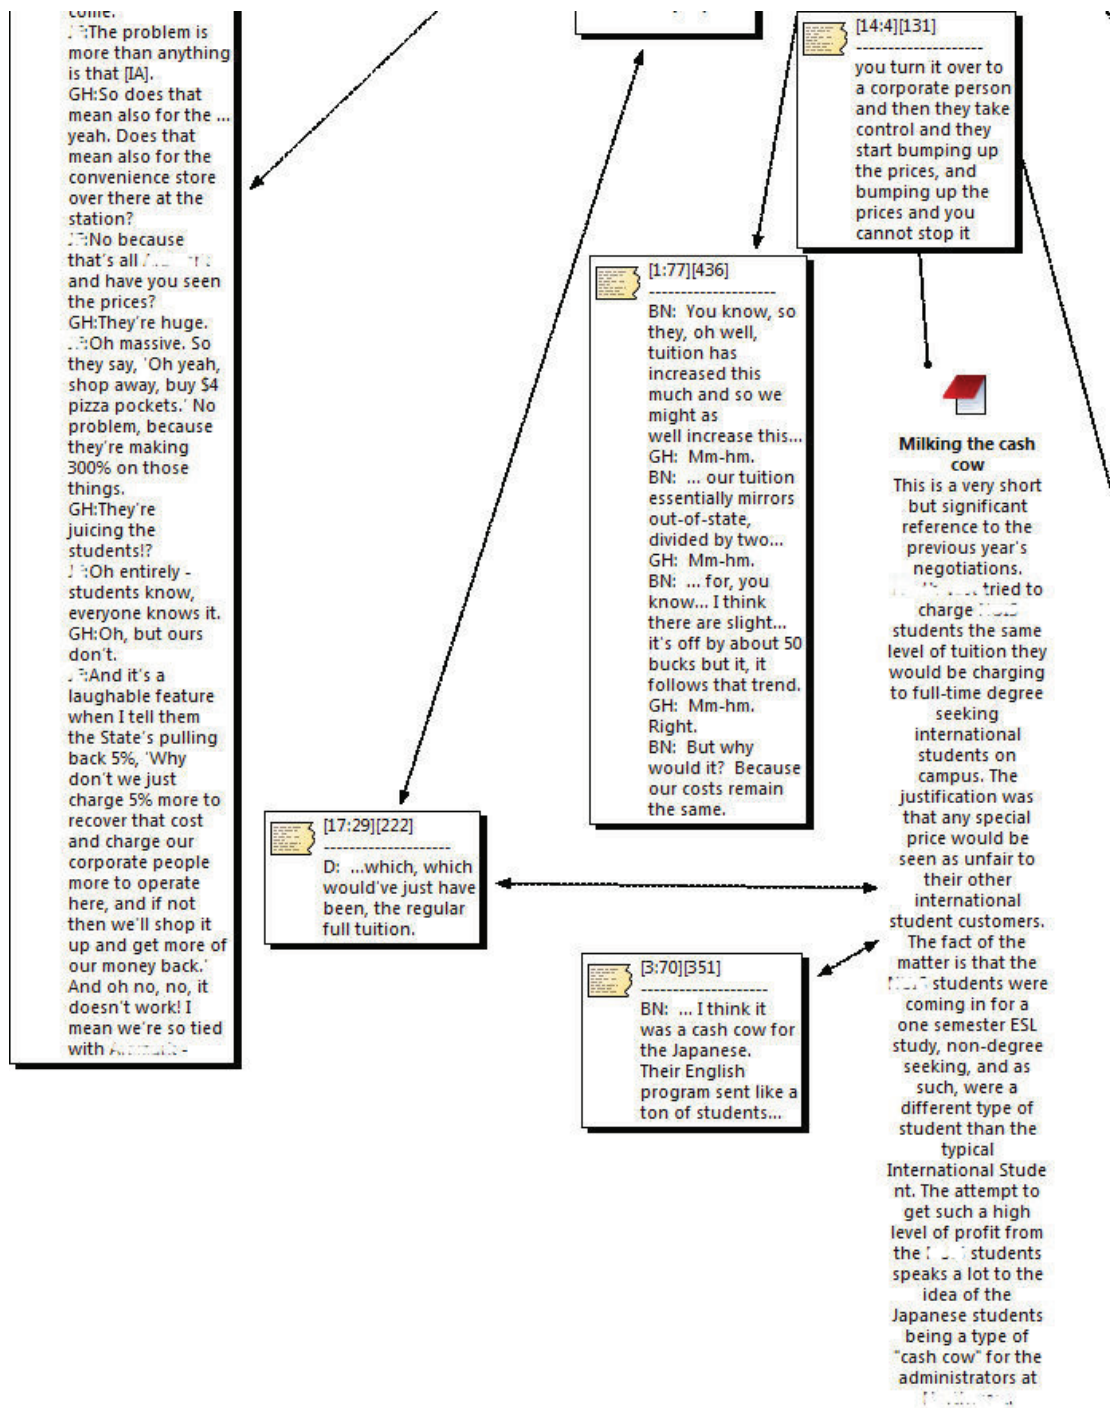 come.
:The problem is
more than anything
is that [IA].
GH:So does that
mean also for the ...
yeah. Does that
mean also for the
convenience store
over there at the
station?
:No because
that's all
and have you seen
the prices?
GH:They're huge.
:Oh massive. So
they say, 'Oh yeah,
shop away, buy $4
pizza pockets.' No
problem, because
they're making
300% on those
things.
GH:They're
juicing the
students!?
:Oh entirely -
students know,
everyone knows it.
GH:Oh, but ours
don't.
:And it's a
laughable feature
when I tell them
the State's pulling
back 5%, 'Why
don't we just
charge 5% more to
recover that cost
and charge our
corporate people
more to operate
here, and if not
then we'll shop it
up and get more of
our money back.'
And oh no, no, it
doesn't work! I
mean we're so tied
with -
[14:4][131]
--------------------
you turn it over to
a corporate person
and then they take
control and they
start bumping up
the prices, and
bumping up the
prices and you
cannot stop it
[1:77][436]
--------------------
BN: You know, so
they, oh well,
tuition has
increased this
much and so we
might as
well increase this...
GH: Mm-hm.
BN: ... our tuition
essentially mirrors
out-of-state,
divided by two...
GH: Mm-hm.
BN: ... for, you
know... I think
there are slight...
it's off by about 50
bucks but it, it
follows that trend.
GH: Mm-hm.
Right.
BN: But why
would it? Because
our costs remain
the same.
[17:29][222]
--------------------
D: ...which, which
would've just have
been, the regular
full tuition.
[3:70][351]
--------------------
BN: ... I think it
was a cash cow for
the Japanese.
Their English
program sent like a
ton of students...
Milking the cash
cow
This is a very short
but significant
reference to the
previous year's
negotiations.
tried to
charge
students the same
level of tuition they
would be charging
to full-time degree
seeking
international
students on
campus. The
justification was
that any special
price would be
seen as unfair to
their other
international
student customers.
The fact of the
matter is that the
students were
coming in for a
one semester ESL
study, non-degree
seeking, and as
such, were a
different type of
student than the
typical
International Stude
nt. The attempt to
get such a high
level of profit from
the students
speaks a lot to the
idea of the
Japanese students
being a type of
"cash cow" for the
administrators at